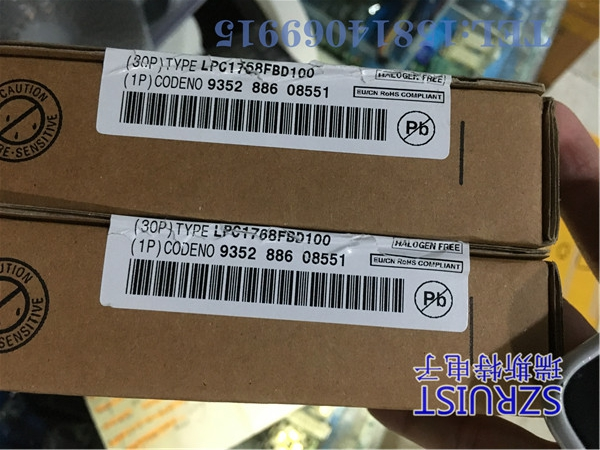 TEL:13814069915
(30P)TYPE LPC1768FBD100
HALOGEN FREE
(1P)CODENO 9352 886 08551
EU/CN RoHS COMPLIANT
Pb
CAUTION
RE-SENSITIVE
(30P)TYPE LPC1768FBD100
HALOGEN FREE
(1P)CODENO 9352 886 08551
EU/CN RoHS COMPLIANT
Pb
UTION
SENSITIVE
瑞斯特电子
SZRUIST